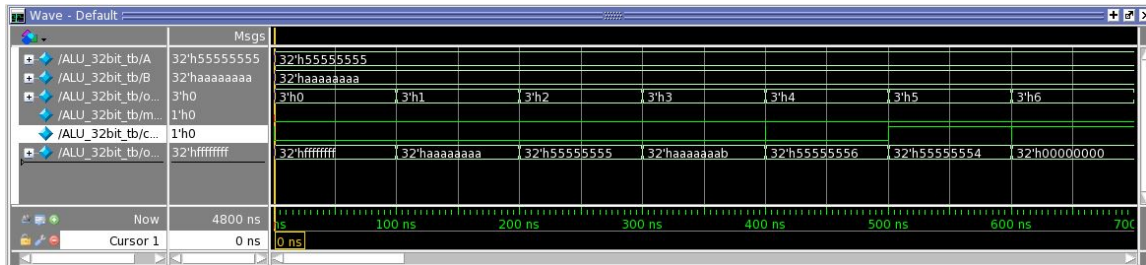 Wave - Default
Msgs
/ALU_32bit_tb/A 32'h55555555 32'h55555555
/ALU_32bit_tb/B 32'haaaaaaaa 32'haaaaaaaa
/ALU_32bit_tb/o... 3'h0 3'h0 3'h1 3'h2 3'h3 3'h4 3'h5 3'h6
/ALU_32bit_tb/m... 1'h0
/ALU_32bit_tb/c... 1'h0
/ALU_32bit_tb/o... 32'hffffffff 32'hffffffff 32'haaaaaaaa 32'h55555555 32'haaaaaaab 32'h55555556 32'h55555554 32'h00000000
Now 4800 ns ns 100 ns 200 ns 300 ns 400 ns 500 ns 600 ns 700
Cursor 1 0 ns 0 ns